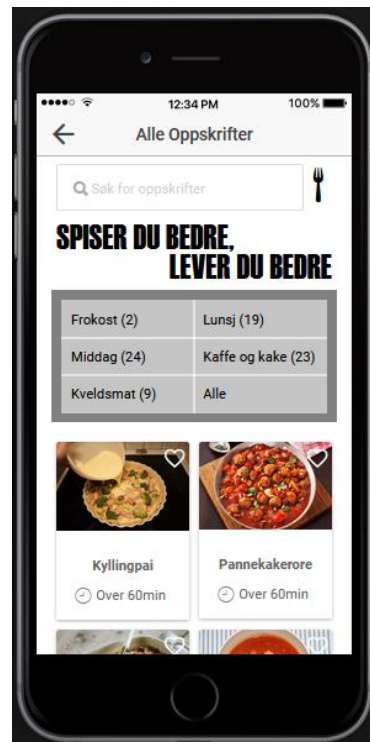 12:34 PM 100%
Alle Oppskrifter
Søk for oppskrifter
SPISER DU BEDRE,
LEVER DU BEDRE
Frokost (2) Lunsj (19)
Middag (24) Kaffe og kake (23)
Kveldsmat (9) Alle
Kyllingpai Pannekakerore
Over 60min Over 60min